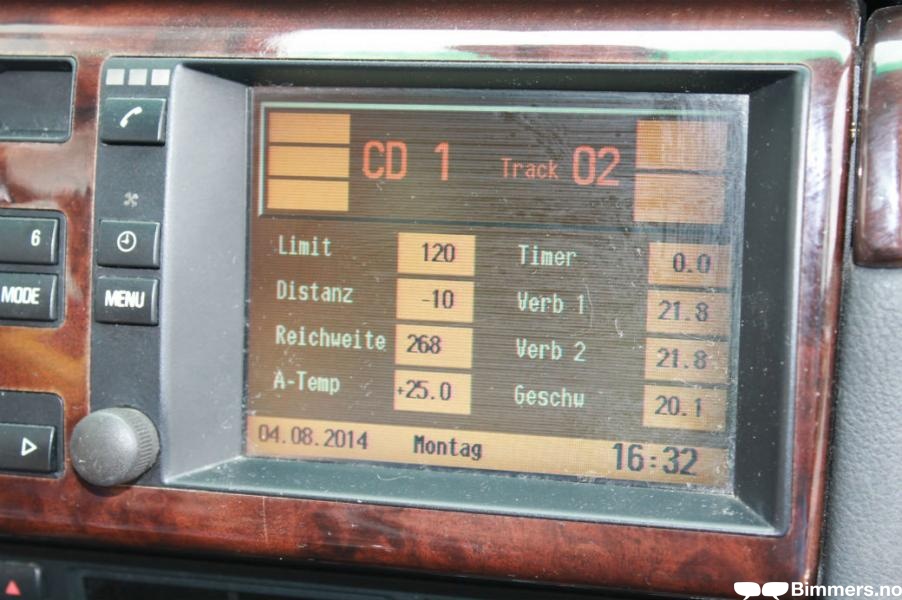 CD 1 Track 02
Limit 120 Timer 0.0
Distanz -10 Verb 1 21.8
Reichweite 268 Verb 2 21.8
A-Temp +25.0 Geschw 20.1
04.08.2014 Montag 16:32
6
MODE
MENU
Bimmers.no